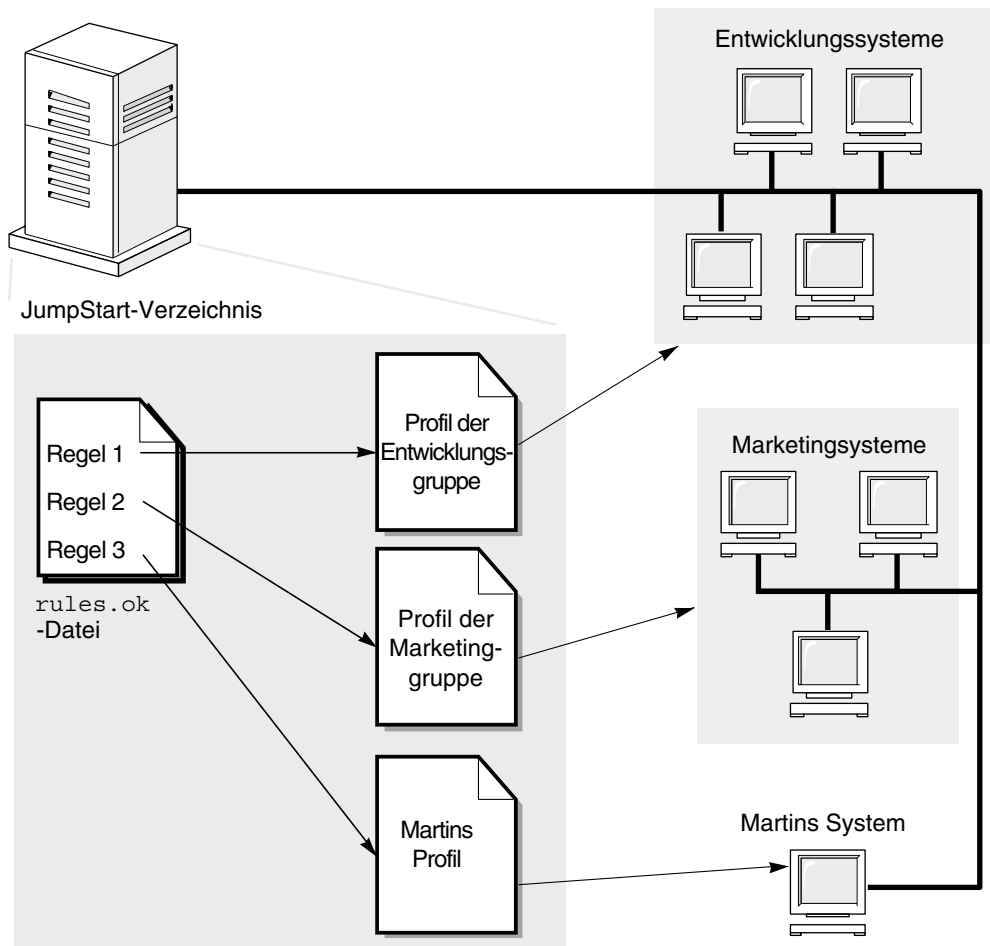 Entwicklungssysteme
JumpStart-Verzeichnis
Regel 1
Regel 2
Regel 3
rules.ok
-Datei
Profil der
Entwicklungs-
gruppe
Profil der
Marketing-
gruppe
Martins
Profil
Marketingsysteme
Martins System